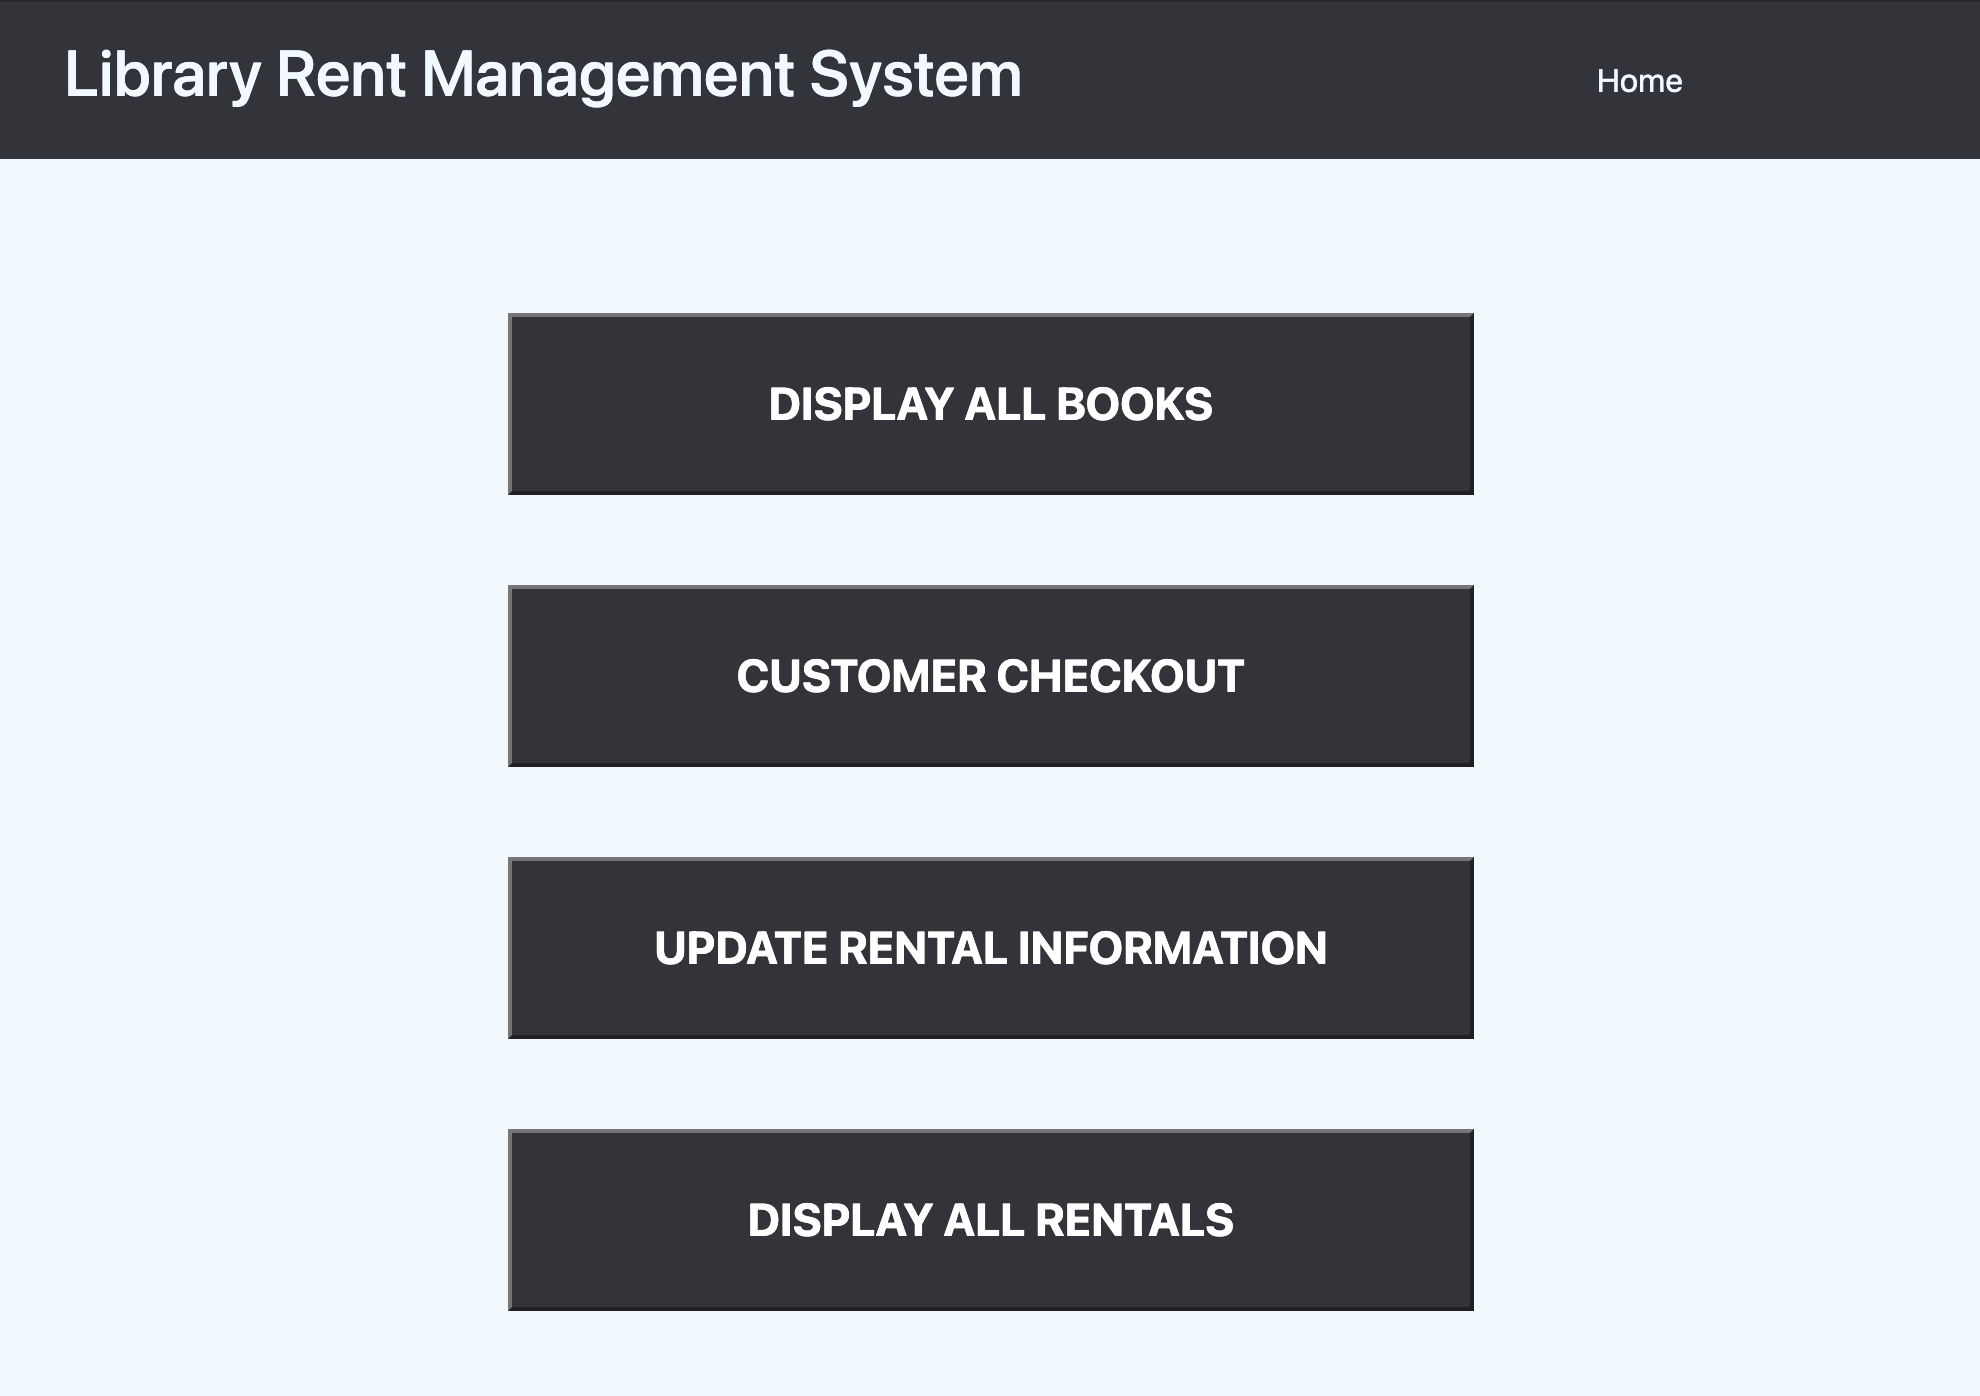 Library Rent Management System
Home
DISPLAY ALL BOOKS
CUSTOMER CHECKOUT
UPDATE RENTAL INFORMATION
DISPLAY ALL RENTALS